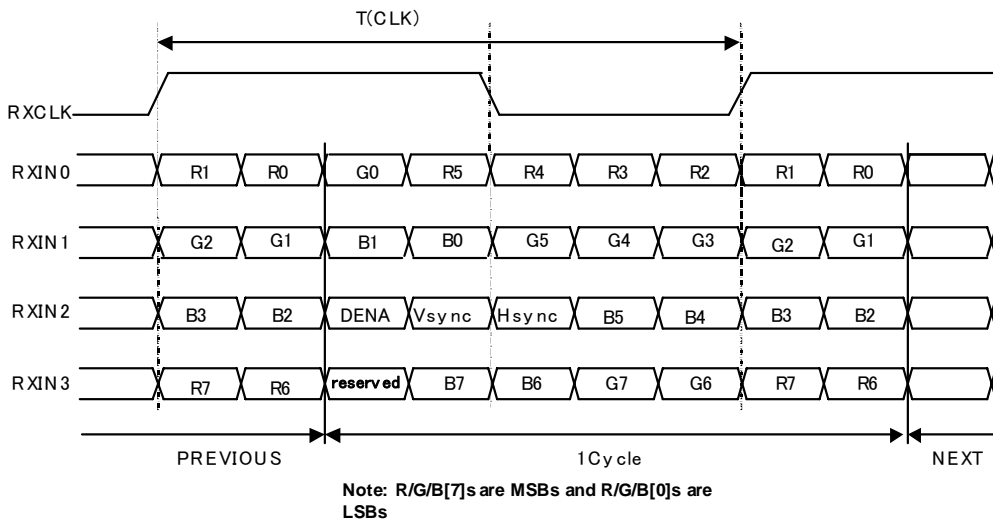 T(CLK)
RXCLK
RXIN0 R1 R0 G0 R5 R4 R3 R2 R1 R0
RXIN1 G2 G1 B1 B0 G5 G4 G3 G2 G1
RXIN2 B3 B2 DENA Vsync Hsync B5 B4 B3 B2
RXIN3 R7 R6 reserved B7 B6 G7 G6 R7 R6
PREVIOUS 1Cycle NEXT
Note: R/G/B[7]s are MSBs and R/G/B[0]s are
LSBs